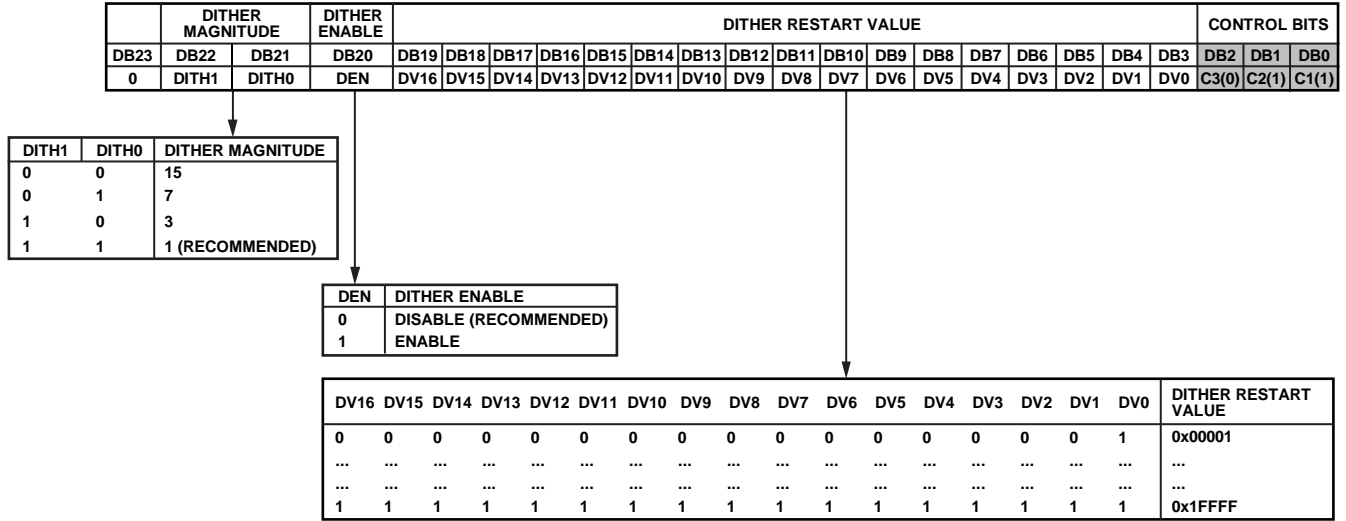 DITHER MAGNITUDE DITHER ENABLE DITHER RESTART VALUE CONTROL BITS
DB23 DB22 DB21 DB20 DB19 DB18 DB17 DB16 DB15 DB14 DB13 DB12 DB11 DB10 DB9 DB8 DB7 DB6 DB5 DB4 DB3 DB2 DB1 DB0
0 DITH1 DITH0 DEN DV16 DV15 DV14 DV13 DV12 DV11 DV10 DV9 DV8 DV7 DV6 DV5 DV4 DV3 DV2 DV1 DV0 C3(0) C2(1) C1(1)
DITH1 DITH0 DITHER MAGNITUDE
0 0 15
0 1 7
1 0 3
1 1 1 (RECOMMENDED)
DEN DITHER ENABLE
0 DISABLE (RECOMMENDED)
1 ENABLE
DV16 DV15 DV14 DV13 DV12 DV11 DV10 DV9 DV8 DV7 DV6 DV5 DV4 DV3 DV2 DV1 DV0 DITHER RESTART VALUE
0 0 0 0 0 0 0 0 0 0 0 0 0 0 0 0 1 0x00001
... ... ... ... ... ... ... ... ... ... ... ... ... ... ... ... ... ...
... ... ... ... ... ... ... ... ... ... ... ... ... ... ... ... ... ...
1 1 1 1 1 1 1 1 1 1 1 1 1 1 1 1 1 0x1FFFF